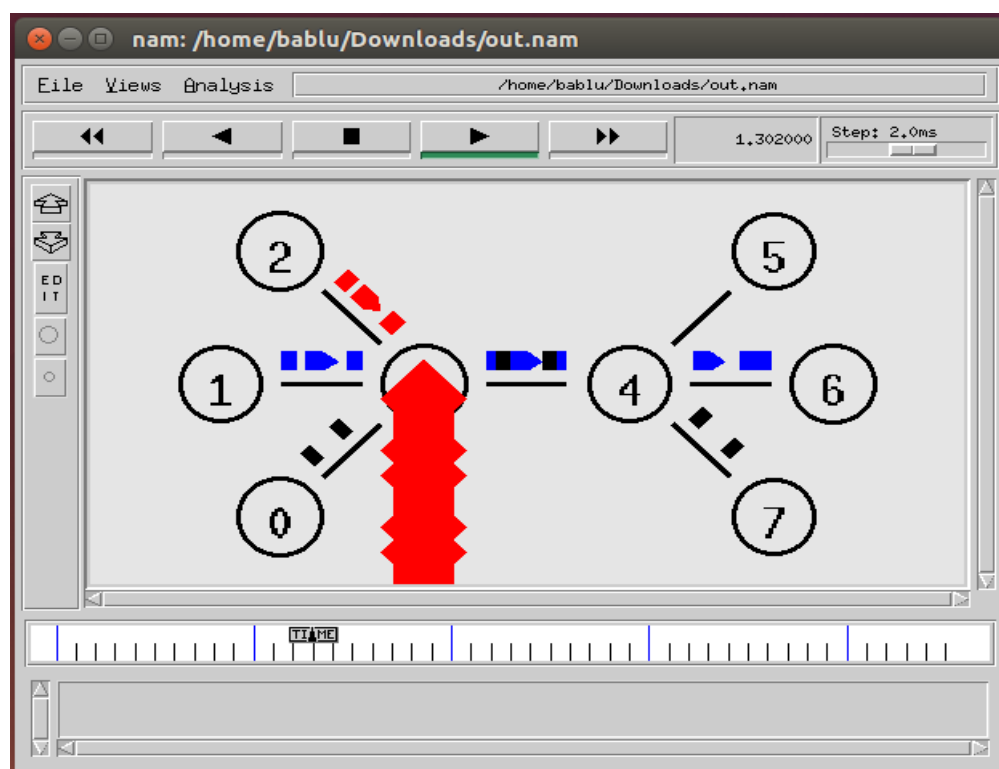 nam: /home/bablu/Downloads/out.nam
File Views Analysis /home/bablu/Downloads/out.nam
1.302000 Step: 2.0ms
ED
IT
2 5
1 4 6
0 7
TIME